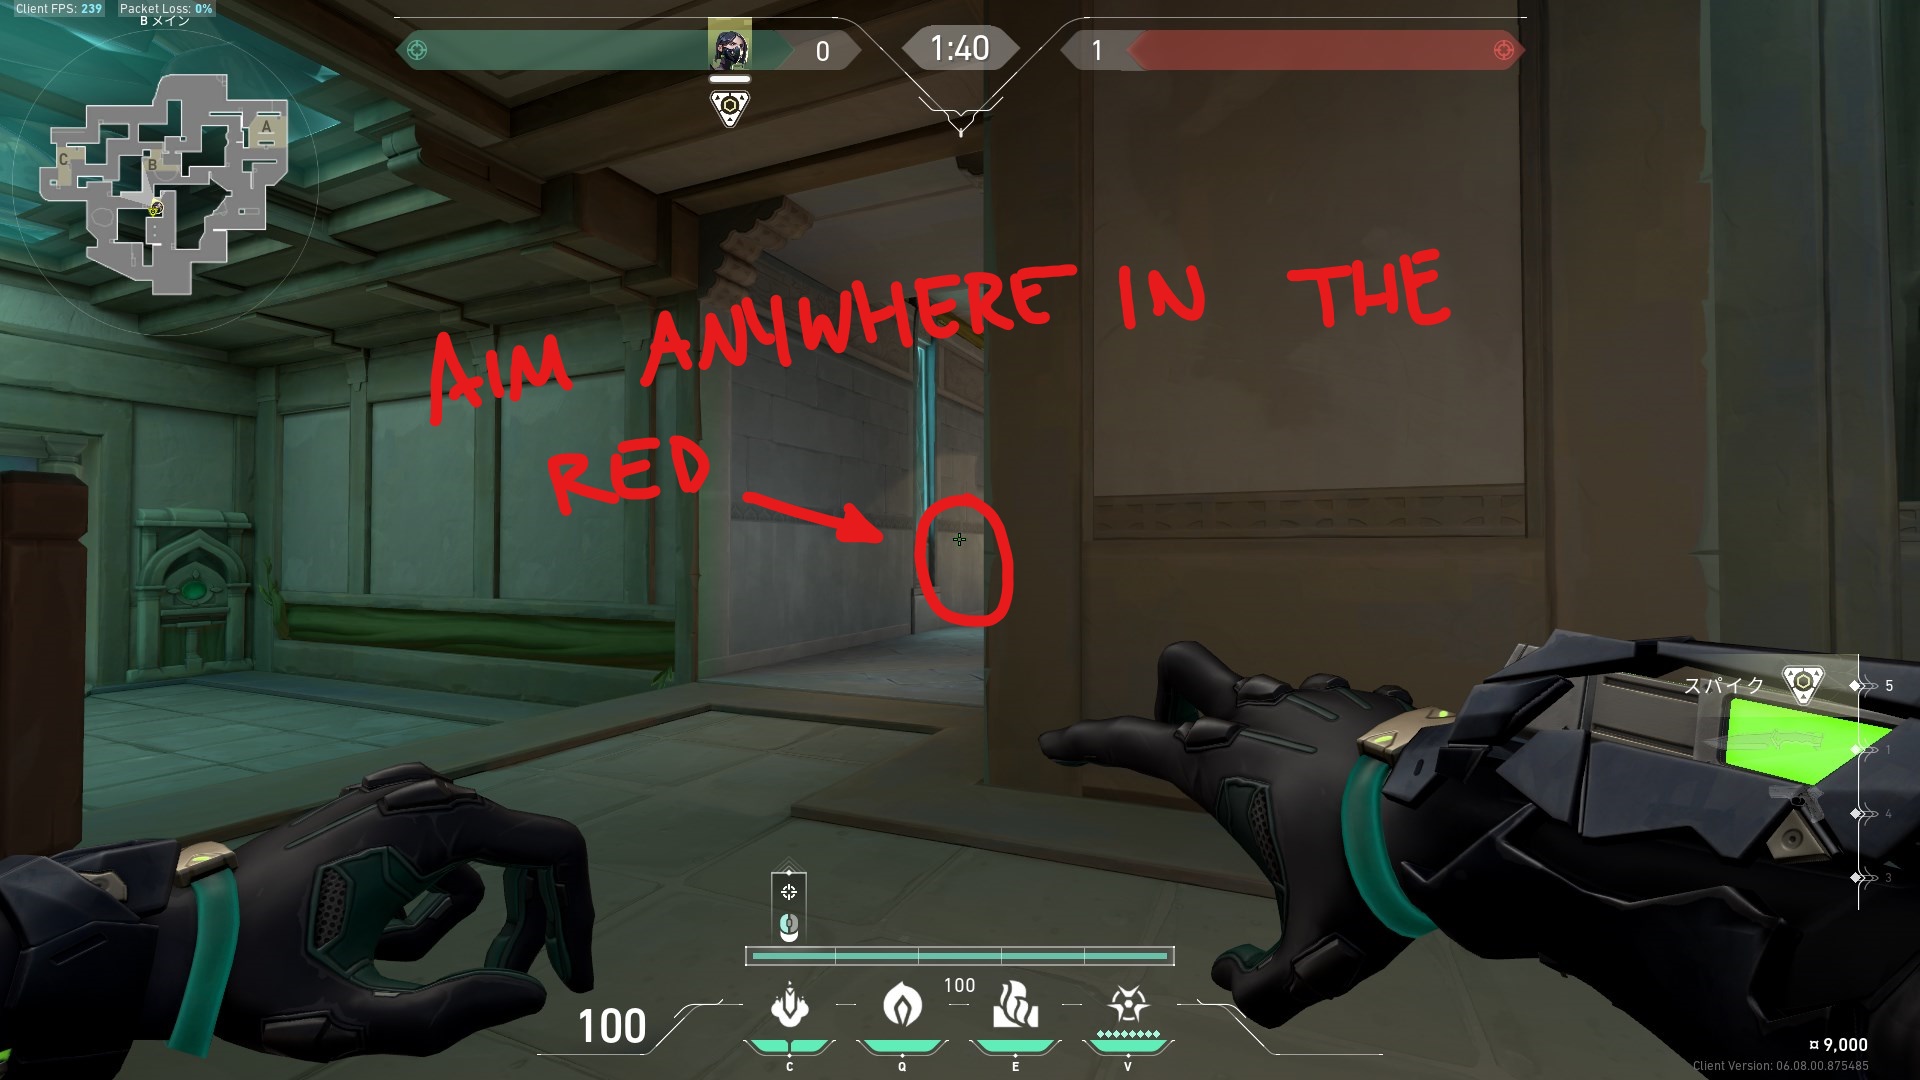 Client FPS: 239 Packet Loss: 0%
B メイン
A
B
C
0
1:40
1
AIM ANYWHERE IN THE
RED
スパイク
5
1
4
3
100
100
C
Q
E
V
¤ 9,000
Client Version: 06.08.00.875485